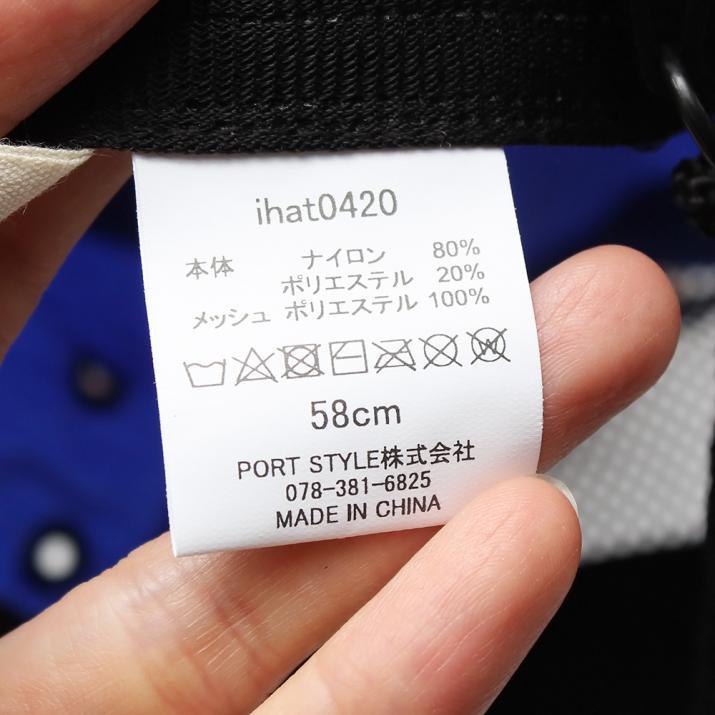 ihat0420
本体 ナイロン 80%
ポリエステル 20%
メッシュ ポリエステル 100%
W
58cm
PORT STYLE株式会社
078-381-6825
MADE IN CHINA